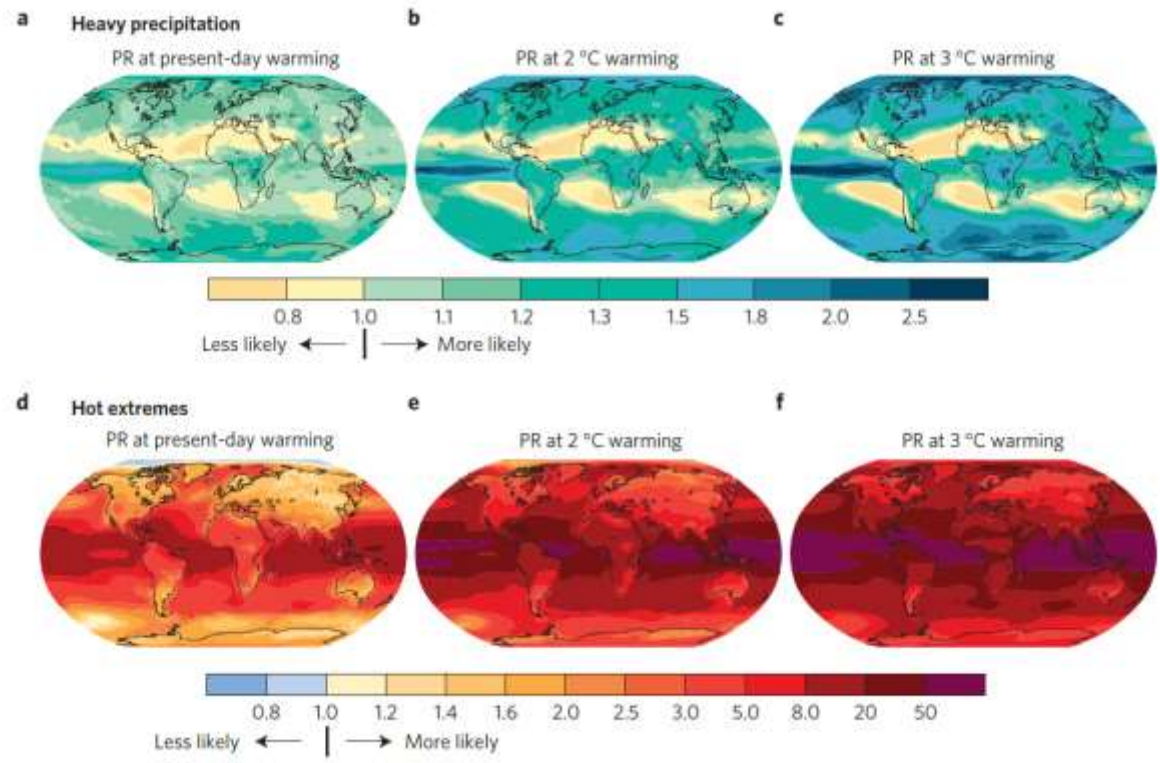 a Heavy precipitation b c
PR at present-day warming PR at 2 °C warming PR at 3 °C warming
0.8 1.0 1.1 1.2 1.3 1.5 1.8 2.0 2.5
Less likely More likely
d Hot extremes e f
PR at present-day warming PR at 2 °C warming PR at 3 °C warming
0.8 1.0 1.2 1.4 1.6 2.0 2.5 3.0 5.0 8.0 20 50
Less likely More likely